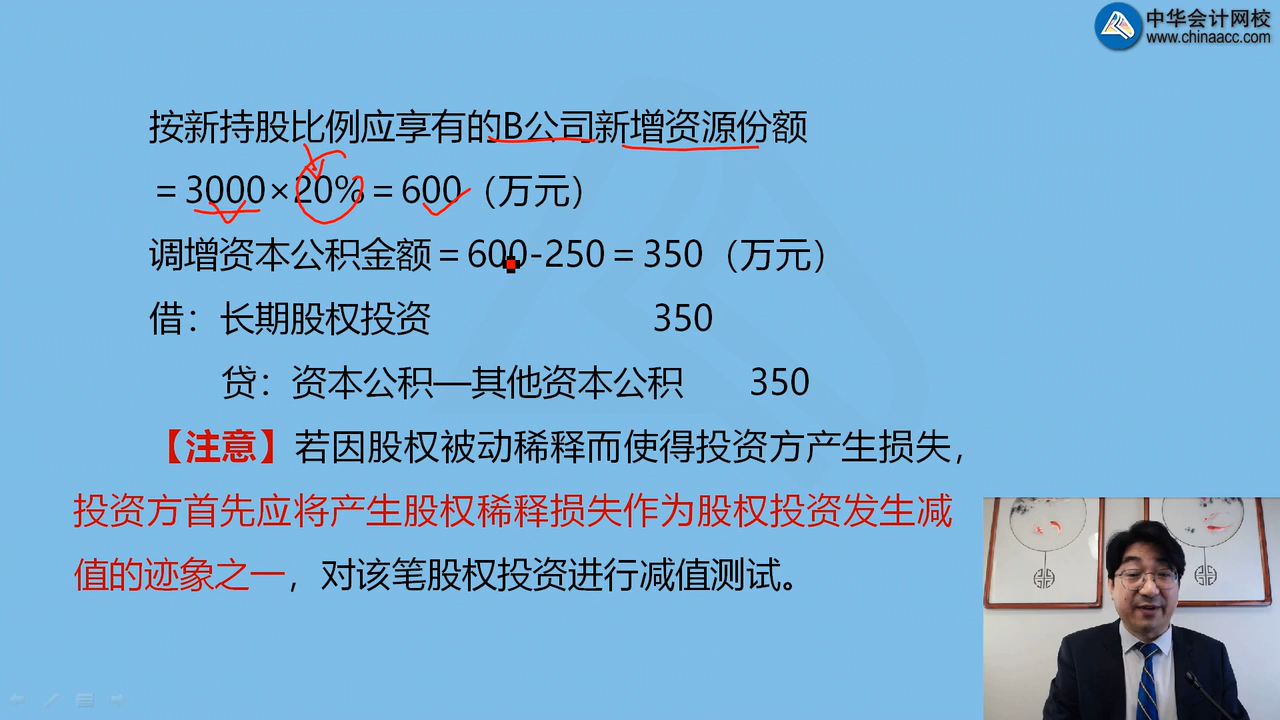 中华会计网校
www.chinaacc.com
按新持股比例应享有的B公司新增资源份额
＝3000×20%＝600（万元）
调增资本公积金额＝600-250＝350（万元）
借：长期股权投资 350
贷：资本公积—其他资本公积 350
【注意】若因股权被动稀释而使得投资方产生损失，
投资方首先应将产生股权稀释损失作为股权投资发生减
值的迹象之一，对该笔股权投资进行减值测试。